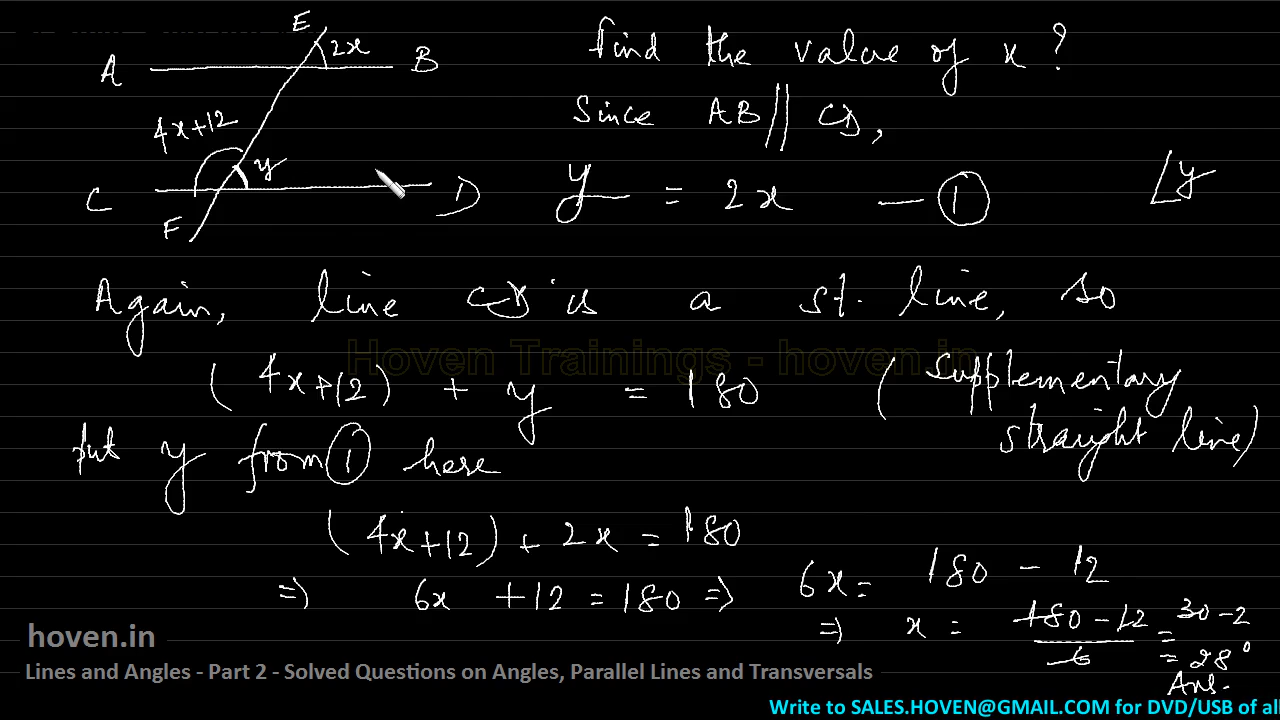 E
2x
A
B
find the value of x?
4x+12
Since AB || CD,
y
C
D
F
y = 2x — ①
∠y
Again, line CD is a st. line, so
Hoven Trainings - hoven.in
(4x+12) + y = 180 (supplementary
straight line)
put y from ① here
(4x+12) + 2x = 180
⇒ 6x + 12 = 180 ⇒ 6x = 180 - 12
⇒ x = 180 - 12 / 6 = 30 - 2
= 28°
Ans.
hoven.in
Lines and Angles - Part 2 - Solved Questions on Angles, Parallel Lines and Transversals
Write to SALES.HOVEN@GMAIL.COM for DVD/USB of al